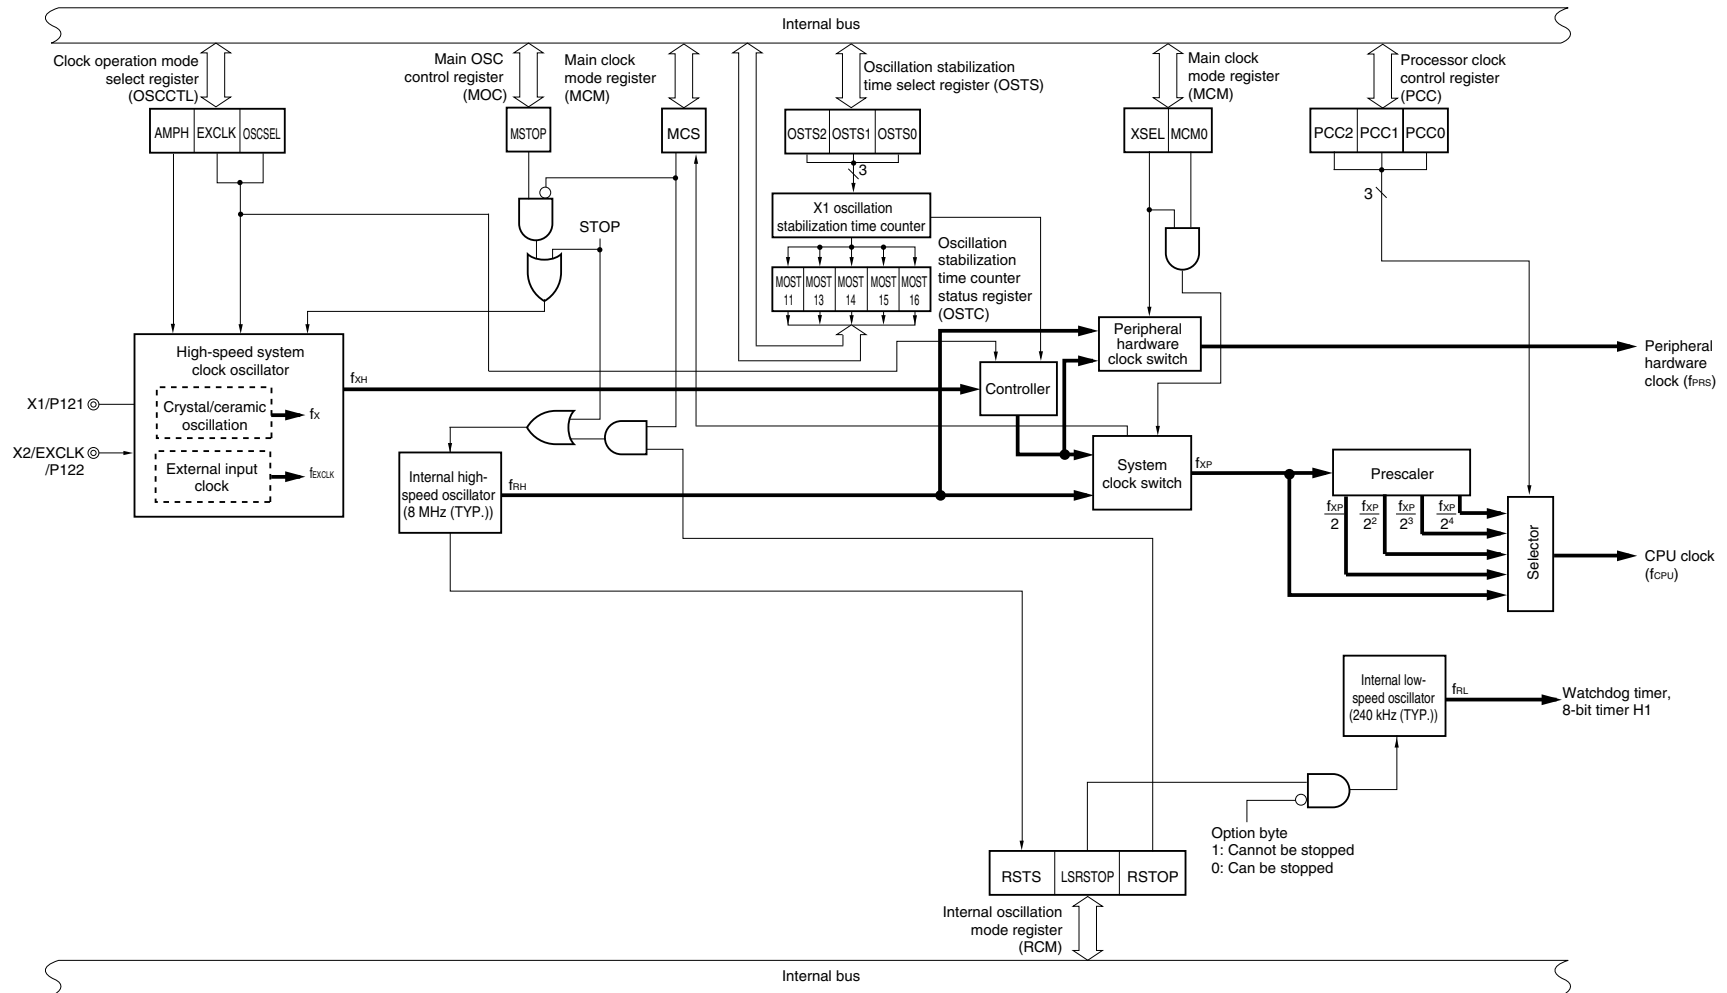 Internal bus
Clock operation mode
select register
(OSCCTL)
Main OSC
control register
(MOC)
Main clock
mode register
(MCM)
Oscillation stabilization
time select register (OSTS)
Main clock
mode register
(MCM)
Processor clock
control register
(PCC)
AMPH EXCLK OSCSEL
MSTOP
MCS
OSTS2 OSTS1 OSTS0
XSEL MCM0
PCC2 PCC1 PCC0
3
3
X1 oscillation
stabilization time counter
STOP
Oscillation
stabilization
time counter
status register
(OSTC)
MOST MOST MOST MOST MOST
11 13 14 15 16
High-speed system
clock oscillator
Crystal/ceramic
oscillation
fX
External input
clock
fEXCLK
X1/P121
X2/EXCLK
/P122
fXH
Controller
Peripheral
hardware
clock switch
Peripheral
hardware
clock (fPRS)
Internal high-
speed oscillator
(8 MHz (TYP.))
fRH
System
clock switch
fXP
Prescaler
fXP fXP fXP fXP
2 2² 2³ 2⁴
Selector
CPU clock
(fCPU)
Internal low-
speed oscillator
(240 kHz (TYP.))
fRL
Watchdog timer,
8-bit timer H1
Option byte
1: Cannot be stopped
0: Can be stopped
RSTS LSRSTOP RSTOP
Internal oscillation
mode register
(RCM)
Internal bus